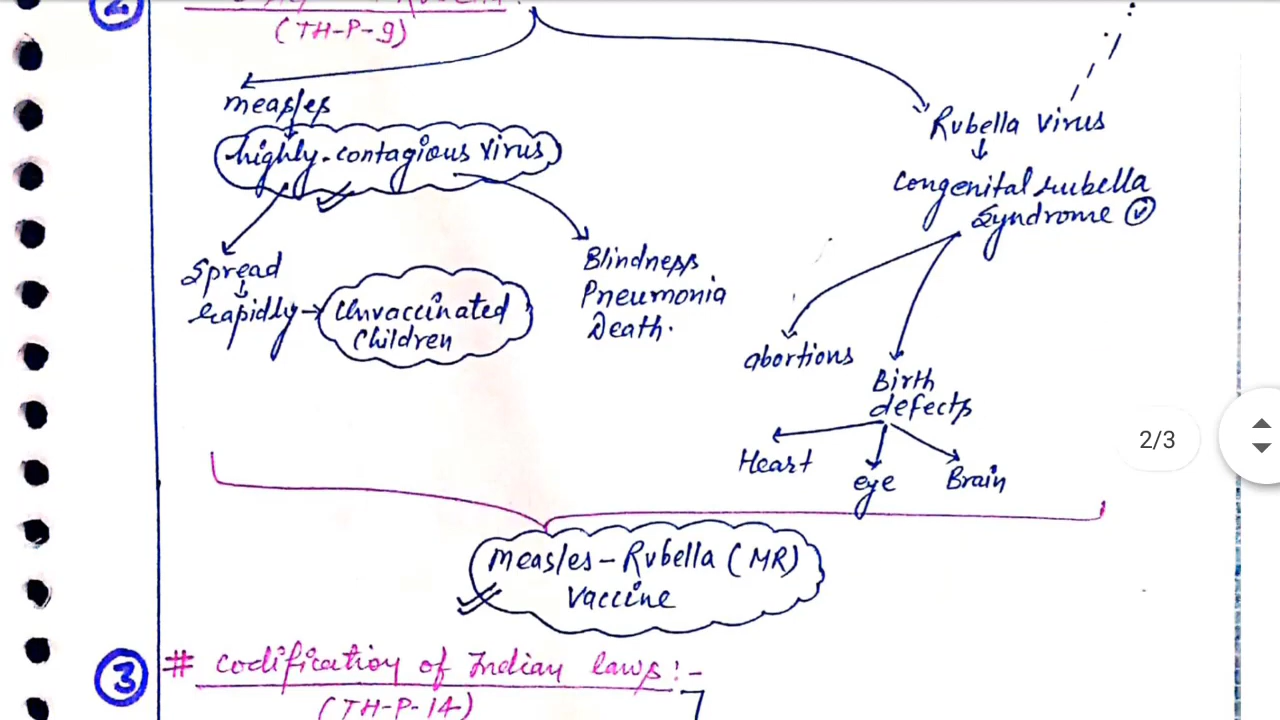 2
(TH-P-9)
measles
highly-contagious virus
Spread
rapidly
Unvaccinated
Children
Blindness
Pneumonia
Death.
Rubella virus
Congenital rubella
Syndrome
abortions
Birth
defects
Heart
eye
Brain
2/3
Measles-Rubella (MR)
Vaccine
3 # codification of Indian laws:-
(TH-P-14)